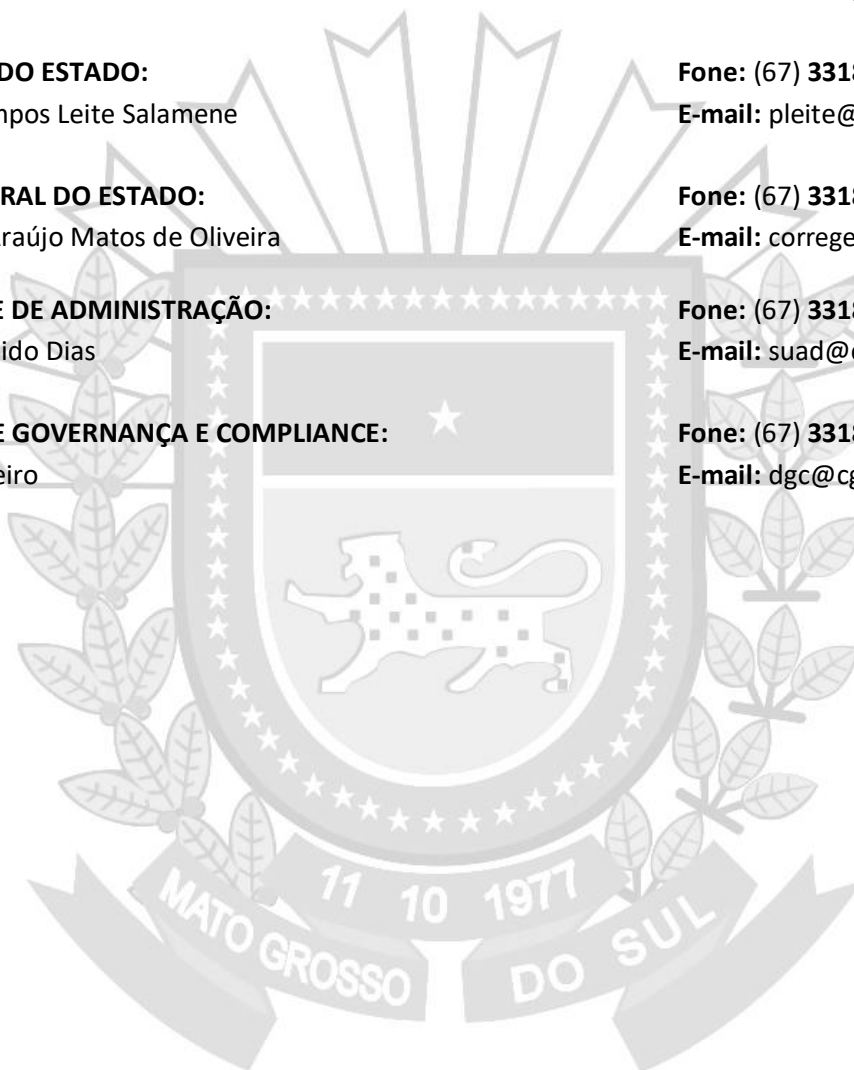 DO ESTADO: Fone: (67) 331
mpos Leite Salamene E-mail: pleite@
RAL DO ESTADO: Fone: (67) 331
raújo Matos de Oliveira E-mail: correge
E DE ADMINISTRAÇÃO: Fone: (67) 331
ido Dias E-mail: suad@
E GOVERNANÇA E COMPLIANCE: Fone: (67) 331
eiro E-mail: dgc@cg
11 10 1977
MATO GROSSO DO SUL